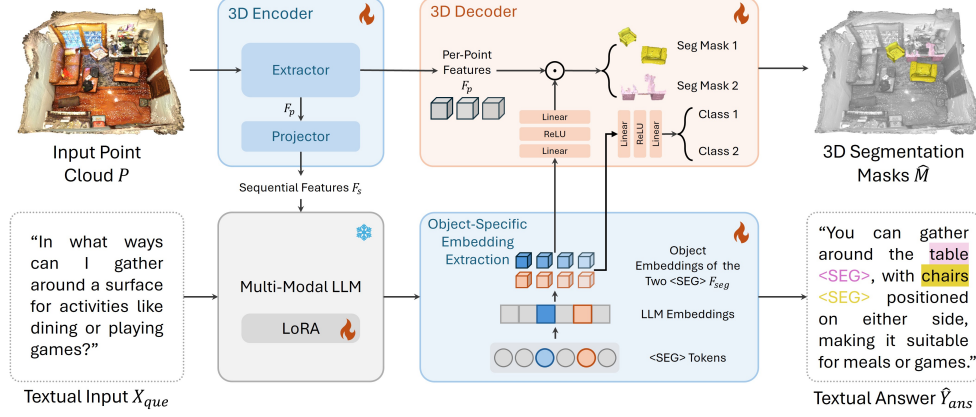 3D Encoder
Extractor
F_p
Projector
Sequential Features F_s
3D Decoder
Per-Point
Features
F_p
Linear
ReLU
Linear
Seg Mask 1
Seg Mask 2
Linear
ReLU
Linear
Class 1
Class 2
Input Point
Cloud P
3D Segmentation
Masks M̂
“In what ways
can I gather
around a surface
for activities like
dining or playing
games?”
Textual Input X_que
Multi-Modal LLM
LoRA
Object-Specific
Embedding
Extraction
Object
Embeddings of the
Two <SEG> F_seg
LLM Embeddings
<SEG> Tokens
“You can gather
around the table
<SEG>, with chairs
<SEG> positioned
on either side,
making it suitable
for meals or games.”
Textual Answer Ŷ_ans